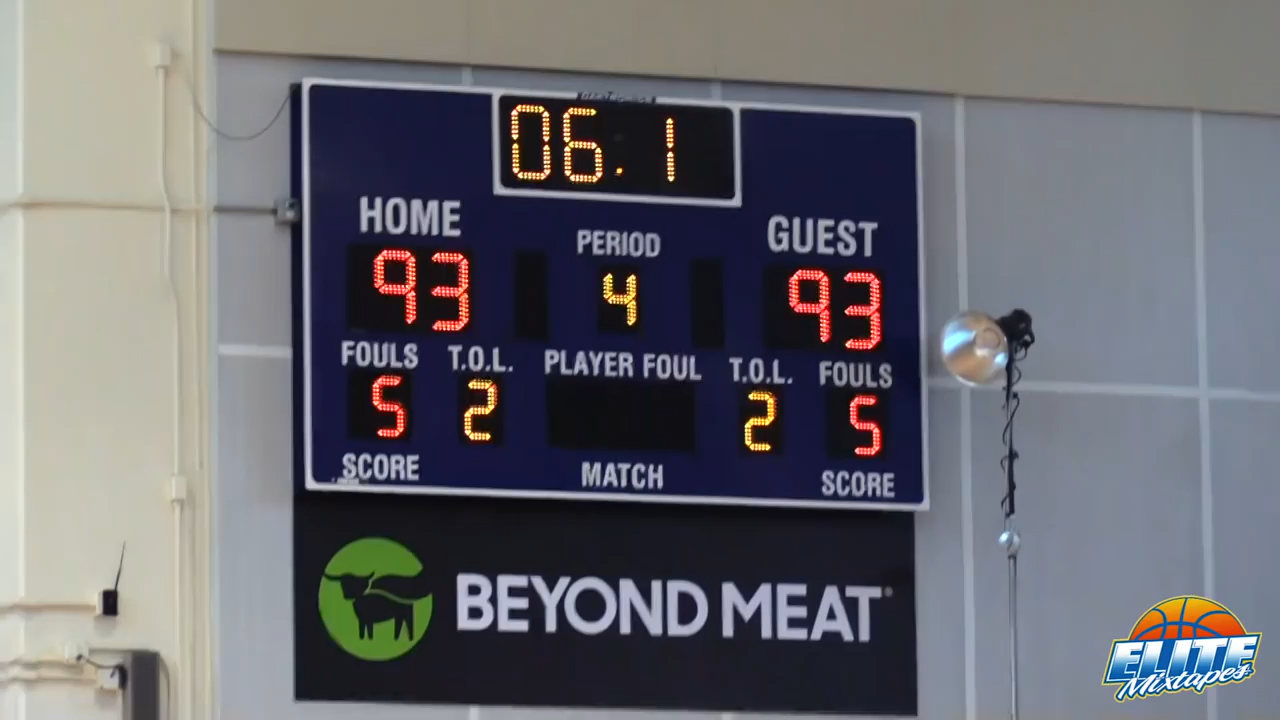 06.1
HOME
PERIOD
GUEST
93
4
93
FOULS
T.O.L.
PLAYER FOUL
T.O.L.
FOULS
5
2
2
5
SCORE
MATCH
SCORE
BEYOND MEAT
ELITE
Mixtapes